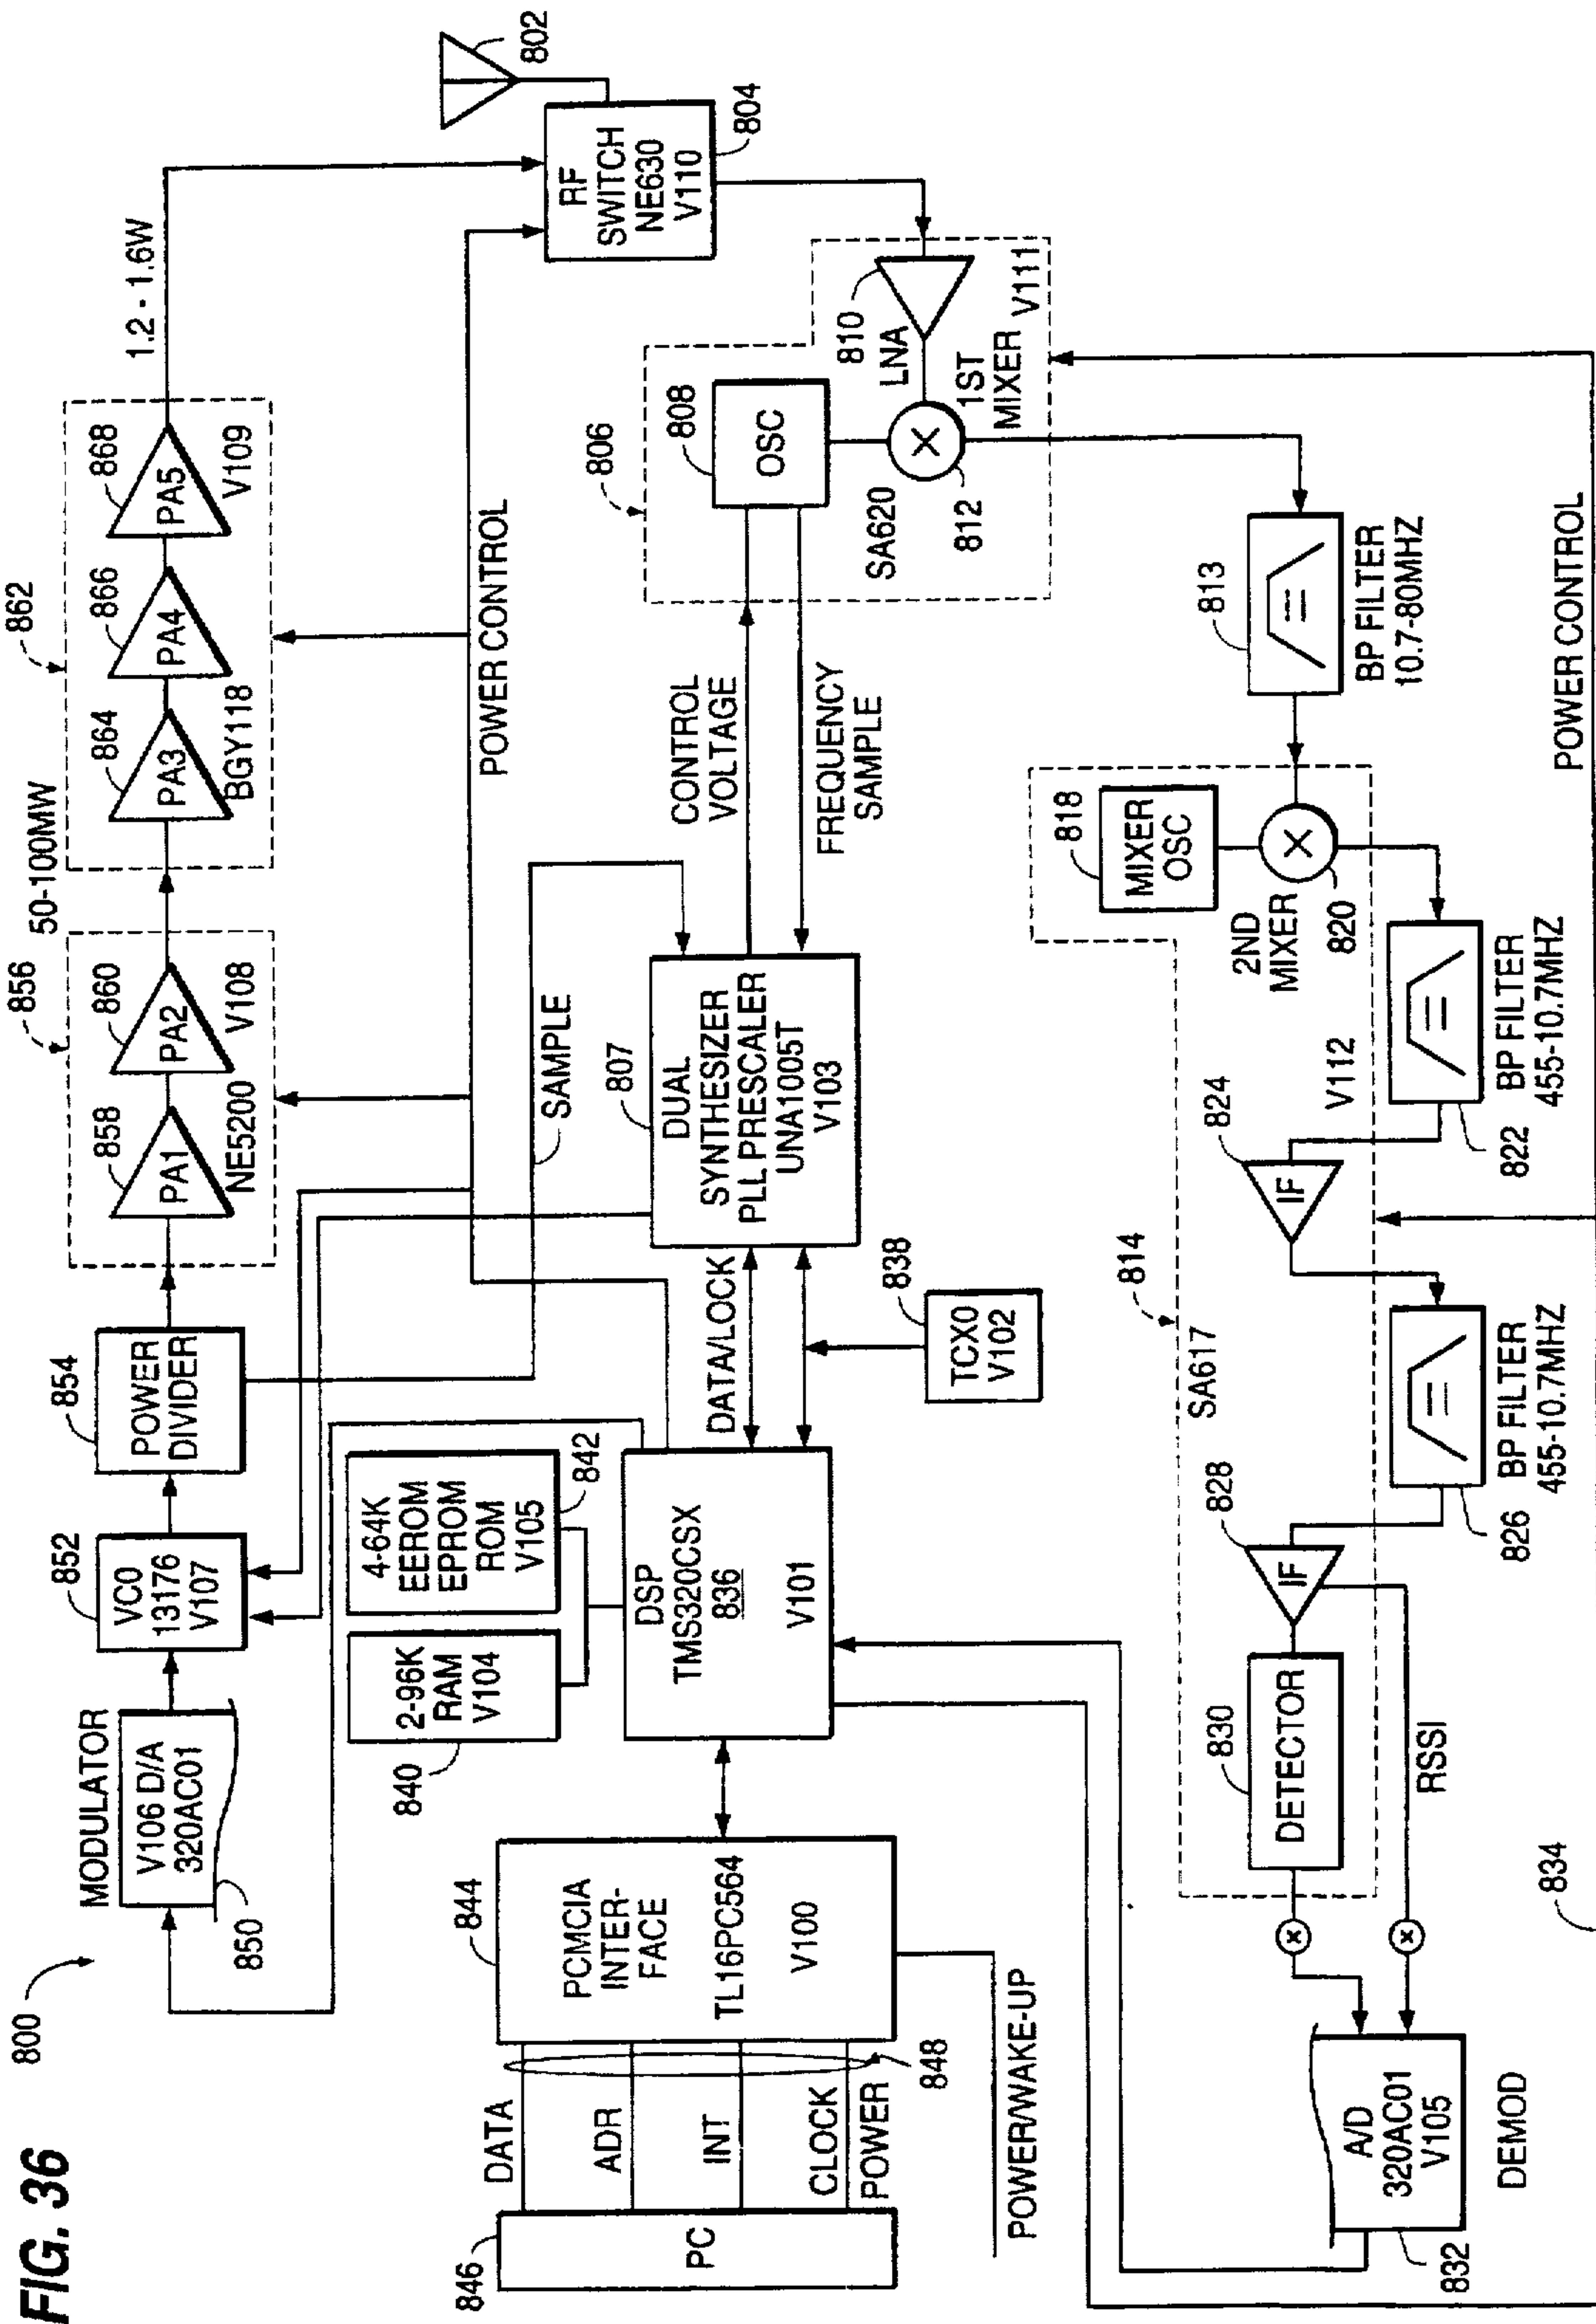 FIG. 36
800
MODULATOR
V106 D/A
320AC01
850
852
VC0
13176
V107
854
POWER
DIVIDER
856
858
PA1
860
PA2
NE5200
V108
50-100MW
862
864
PA3
866
PA4
868
PA5
BGY118
V109
1.2 - 1.6W
802
RF
SWITCH
NE630
V110
804
POWER CONTROL
SAMPLE
846
PC
DATA
ADR
INT
CLOCK
POWER
848
844
PCMCIA
INTER-
FACE
TL16PC564
V100
POWER/WAKE-UP
840
2-96K
RAM
V104
4-64K
EEROM
EPROM
ROM
V105
842
DSP
TMS320CSX
836
V101
DATA/LOCK
838
TCX0
V102
807
DUAL
SYNTHESIZER
PLL PRESCALER
UNA1005T
V103
CONTROL
VOLTAGE
FREQUENCY
SAMPLE
806
808
OSC
SA620
812
810
LNA
1ST
MIXER
V111
813
BP FILTER
10.7-80MHZ
818
MIXER
OSC
2ND
MIXER
820
V112
822
BP FILTER
455-10.7MHZ
824
IF
814
SA617
826
BP FILTER
455-10.7MHZ
828
IF
830
DETECTOR
RSSI
A/D
320AC01
V105
832
DEMOD
834
POWER CONTROL